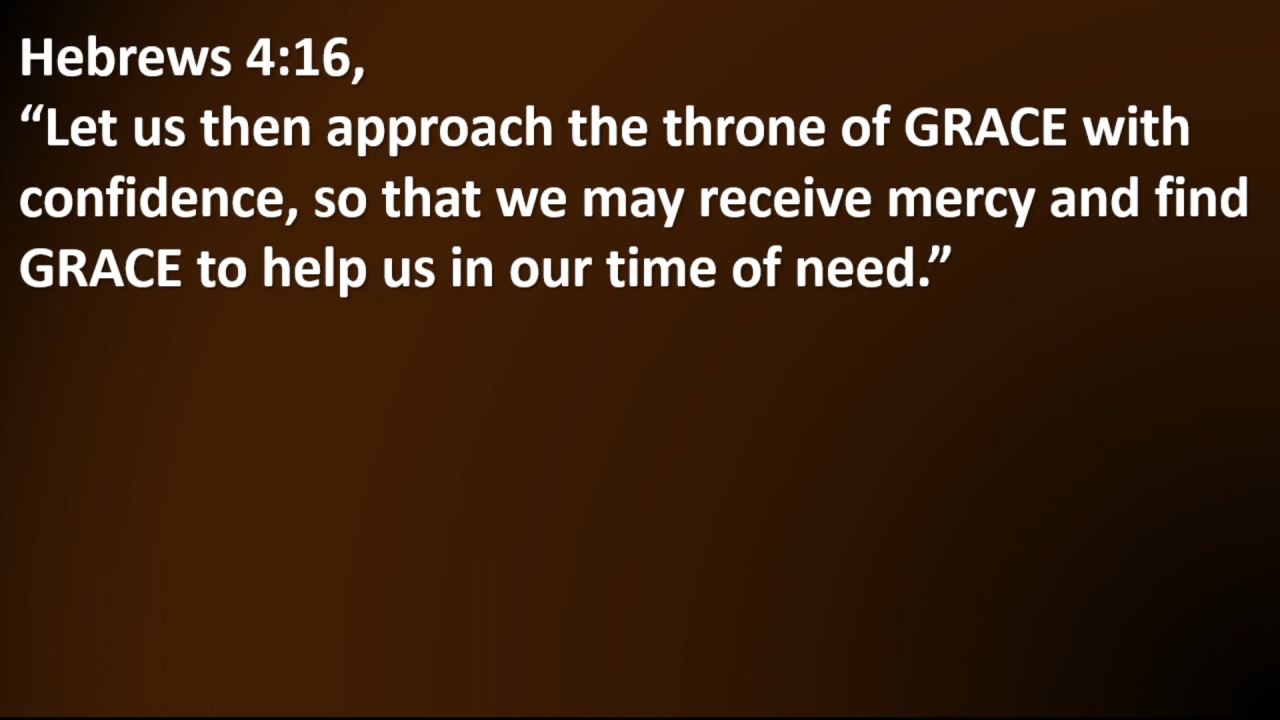 Hebrews 4:16,
“Let us then approach the throne of GRACE with
confidence, so that we may receive mercy and find
GRACE to help us in our time of need.”